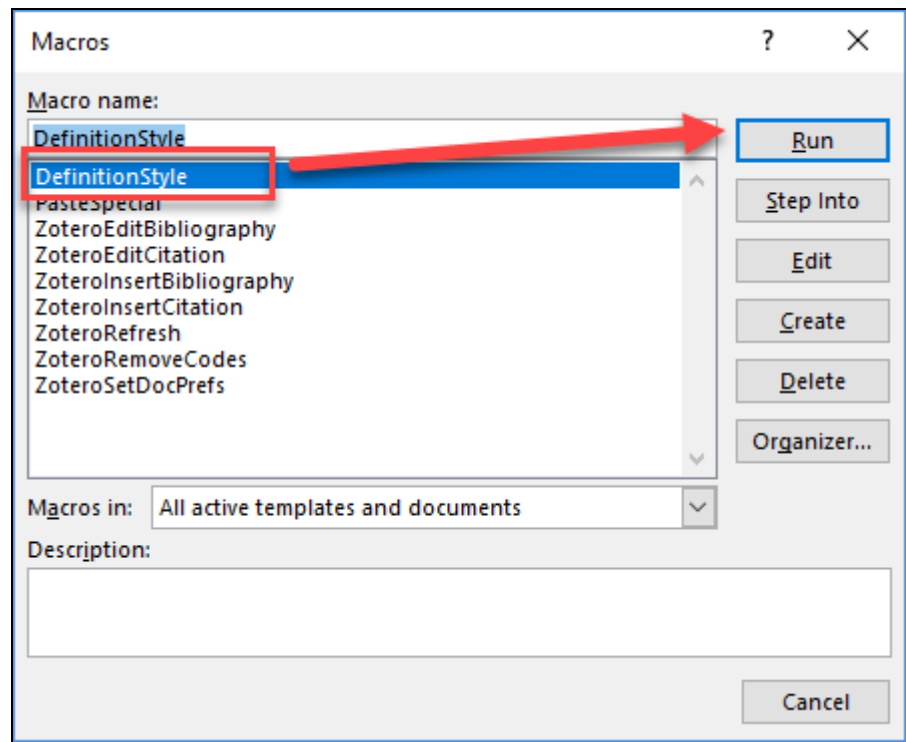 Macros ?
Macro name:
DefinitionStyle
DefinitionStyle
PasteSpecial
ZoteroEditBibliography
ZoteroEditCitation
ZoteroInsertBibliography
ZoteroInsertCitation
ZoteroRefresh
ZoteroRemoveCodes
ZoteroSetDocPrefs
Run
Step Into
Edit
Create
Delete
Organizer...
Macros in: All active templates and documents
Description:
Cancel